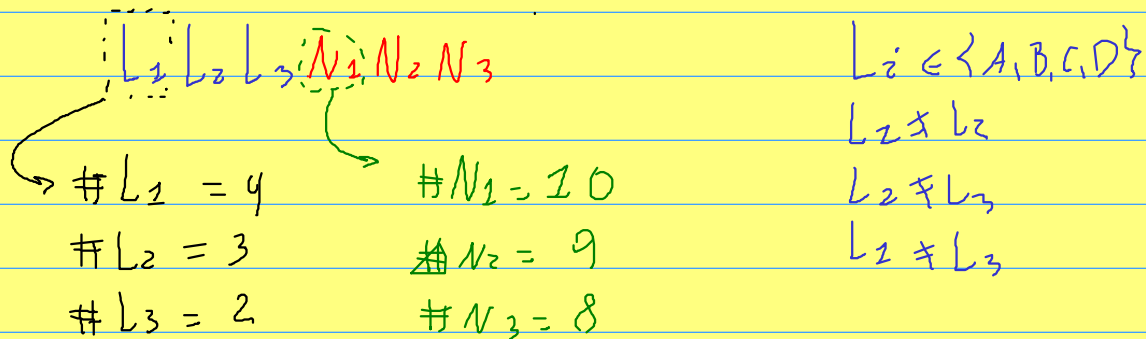 L1 L2 L3 N1 N2 N3
Li ∈ {A, B, C, D}
L2 ≠ L2
L2 ≠ L3
L1 ≠ L3
#L1 = 4
#L2 = 3
#L3 = 2
#N1 = 10
#N2 = 9
#N3 = 8